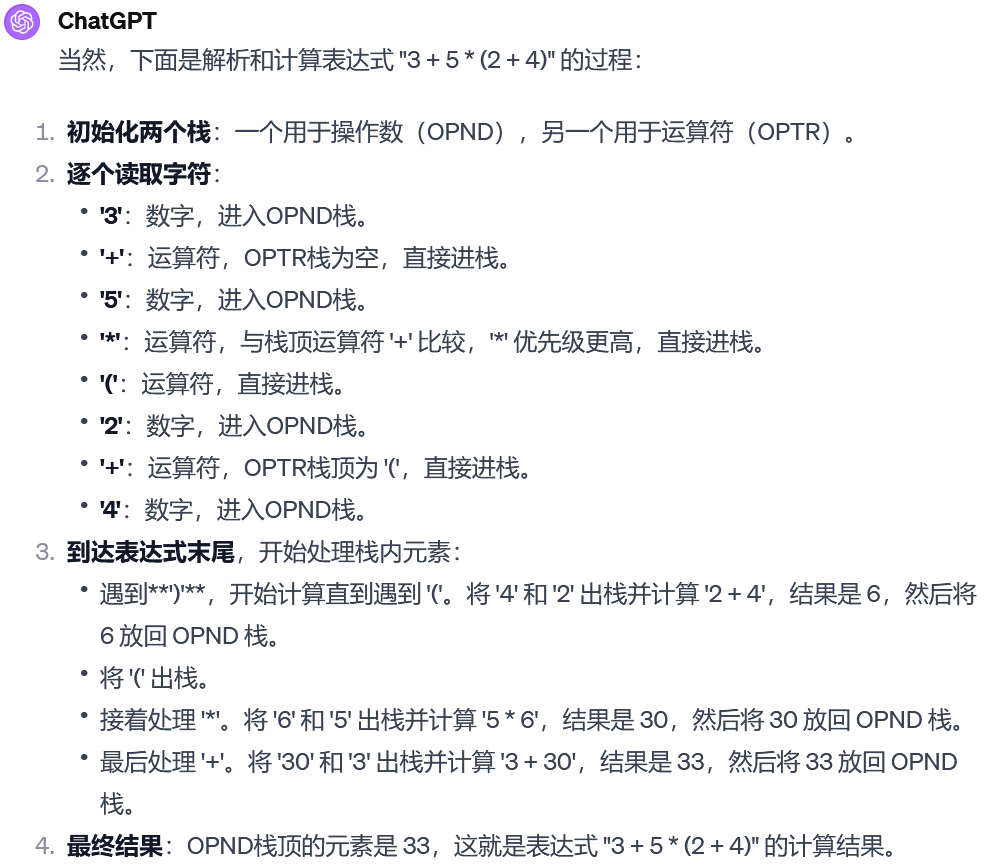 ChatGPT
当然，下面是解析和计算表达式 "3 + 5 * (2 + 4)" 的过程：
1. 初始化两个栈：一个用于操作数（OPND），另一个用于运算符（OPTR）。
2. 逐个读取字符：
• '3'：数字，进入OPND栈。
• '+'：运算符，OPTR栈为空，直接进栈。
• '5'：数字，进入OPND栈。
• '*'：运算符，与栈顶运算符 '+' 比较，'*' 优先级更高，直接进栈。
• '('：运算符，直接进栈。
• '2'：数字，进入OPND栈。
• '+'：运算符，OPTR栈顶为 '('，直接进栈。
• '4'：数字，进入OPND栈。
3. 到达表达式末尾，开始处理栈内元素：
• 遇到**')'**，开始计算直到遇到 '('。将 '4' 和 '2' 出栈并计算 '2 + 4'，结果是 6，然后将
6 放回 OPND 栈。
• 将 '(' 出栈。
• 接着处理 '*'。将 '6' 和 '5' 出栈并计算 '5 * 6'，结果是 30，然后将 30 放回 OPND 栈。
• 最后处理 '+'。将 '30' 和 '3' 出栈并计算 '3 + 30'，结果是 33，然后将 33 放回 OPND
栈。
4. 最终结果：OPND栈顶的元素是 33，这就是表达式 "3 + 5 * (2 + 4)" 的计算结果。